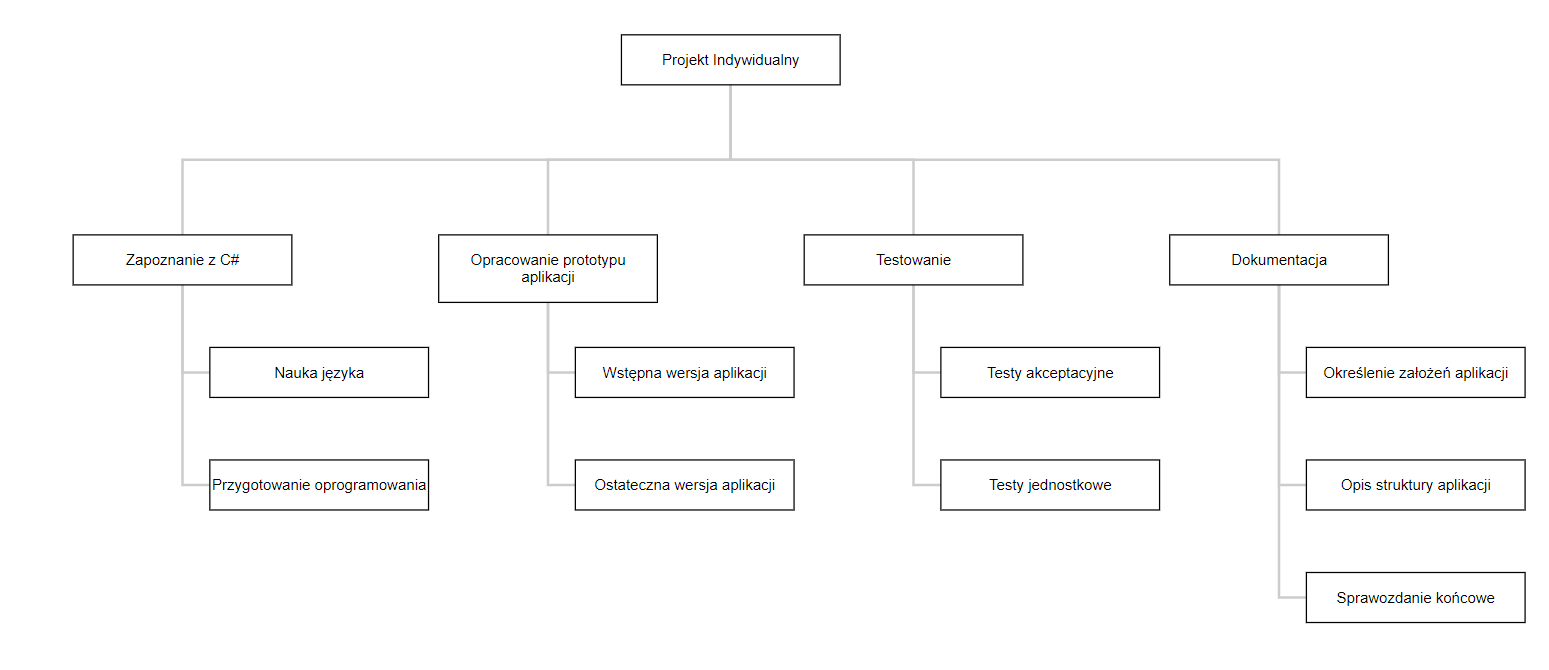 Projekt Indywidualny
Zapoznanie z C#
Opracowanie prototypu
aplikacji
Testowanie
Dokumentacja
Nauka języka
Wstępna wersja aplikacji
Testy akceptacyjne
Określenie założeń aplikacji
Przygotowanie oprogramowania
Ostateczna wersja aplikacji
Testy jednostkowe
Opis struktury aplikacji
Sprawozdanie końcowe